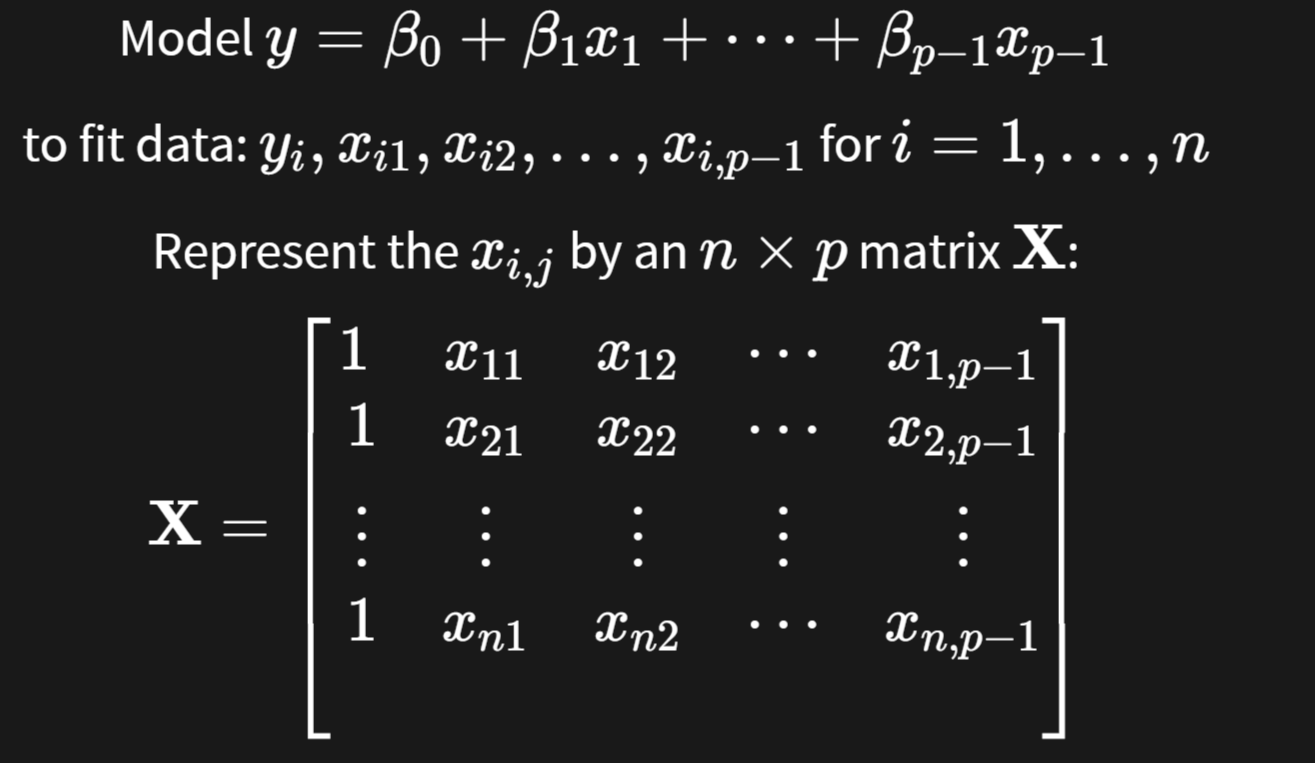 Model y = β₀ + β₁x₁ + ⋯ + βₚ₋₁xₚ₋₁
to fit data: yᵢ, xᵢ₁, xᵢ₂, . . . , xᵢ,ₚ₋₁ for i = 1, . . . , n
Represent the xᵢ,ⱼ by an n × p matrix X:
1 x₁₁ x₁₂ ⋯ x₁,ₚ₋₁
1 x₂₁ x₂₂ ⋯ x₂,ₚ₋₁
X = ⋮ ⋮ ⋮ ⋮ ⋮
1 xₙ₁ xₙ₂ ⋯ xₙ,ₚ₋₁